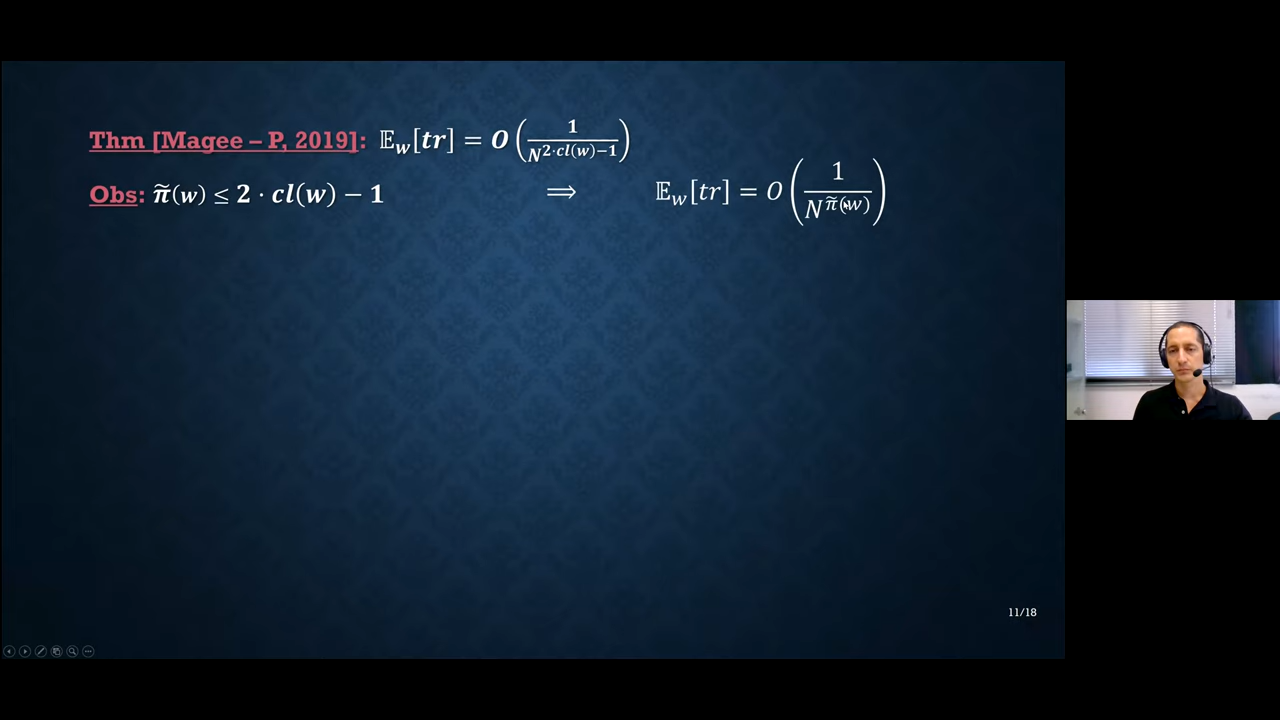 Thm [Magee – P, 2019]: 𝔼_w[tr] = O(1/N^{2·cl(w)−1})
Obs: π̃(w) ≤ 2 · cl(w) − 1 ⟹ 𝔼_w[tr] = O(1/N^{π̃(w)})
11/18